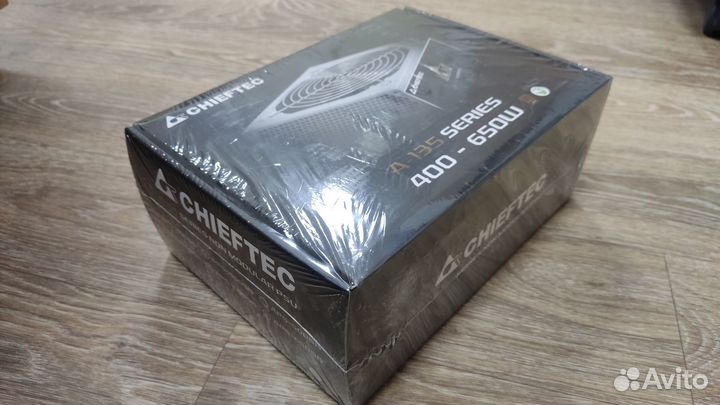 CHIEFTEC
A 135 SERIES
400 - 650W
CHIEFTEC
SERIES NON MODULAR PSU
CHIEFTEC
Avito